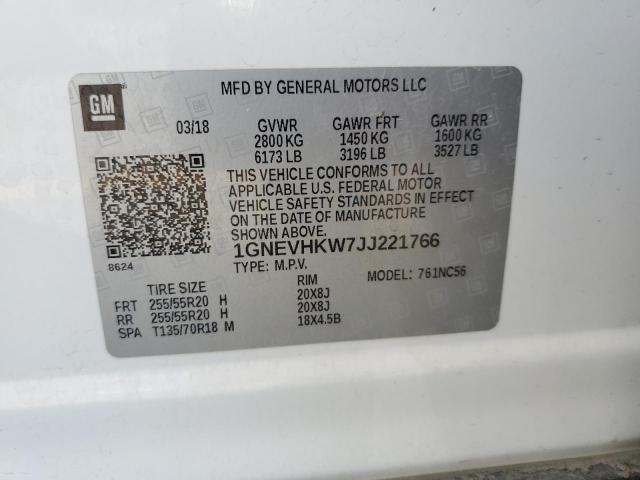 MFD BY GENERAL MOTORS LLC
GM
03/18 GVWR GAWR FRT GAWR RR
2800 KG 1450 KG 1600 KG
6173 LB 3196 LB 3527 LB
THIS VEHICLE CONFORMS TO ALL
APPLICABLE U.S. FEDERAL MOTOR
VEHICLE SAFETY STANDARDS IN EFFECT
ON THE DATE OF MANUFACTURE
SHOWN ABOVE.
1GNEVHKW7JJ221766
8624
TYPE: M.P.V. MODEL: 761NC56
TIRE SIZE RIM
FRT 255/55R20 H 20X8J
RR 255/55R20 H 20X8J
SPA T135/70R18 M 18X4.5B